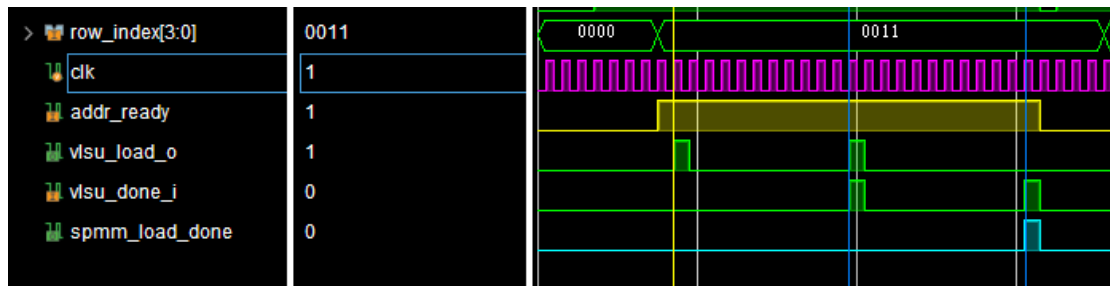 row_index[3:0] 0011 0000 0011
clk 1
addr_ready 1
vlsu_load_o 1
vlsu_done_i 0
spmm_load_done 0